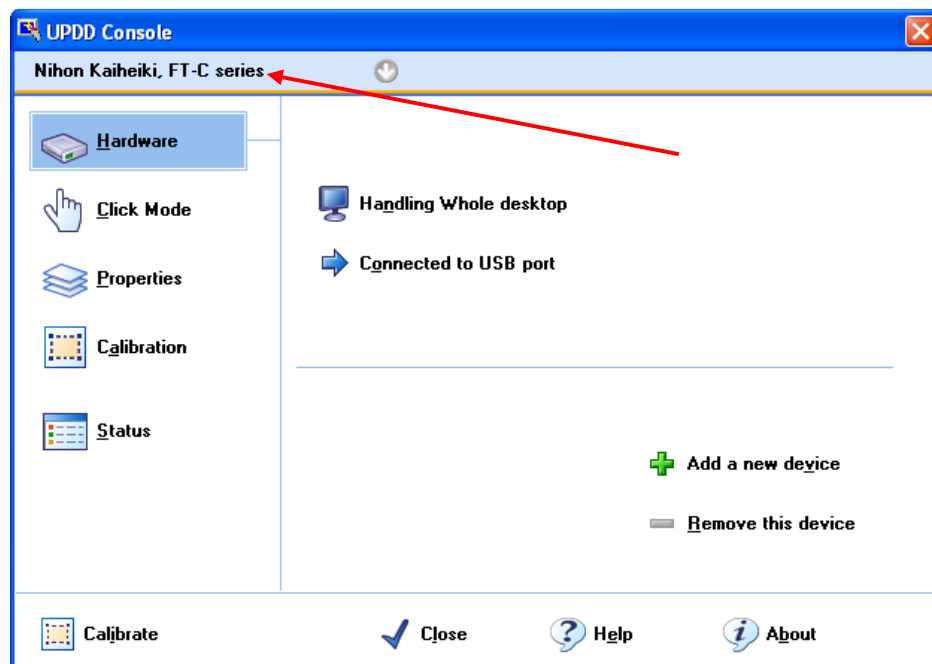 UPDD Console
Nihon Kaiheiki, FT-C series
Hardware
Click Mode
Properties
Calibration
Status
Handling Whole desktop
Connected to USB port
Add a new device
Remove this device
Calibrate
Close
Help
About